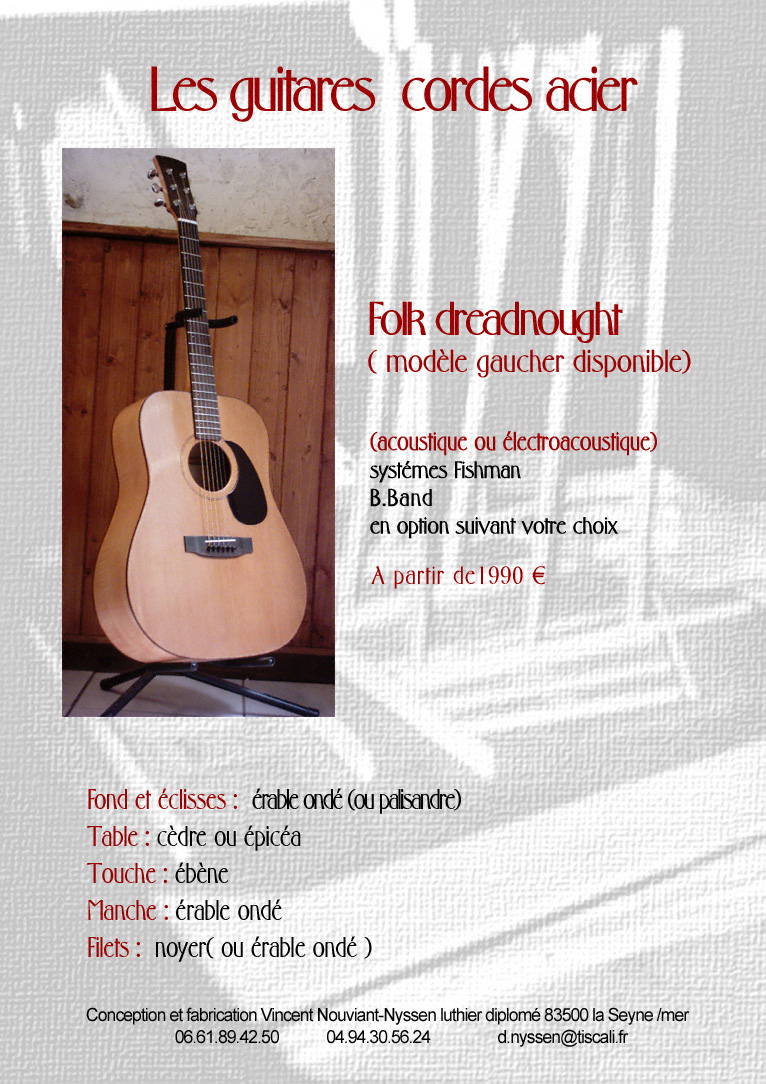 Les guitares cordes acier
Folk dreadnought
( modèle gaucher disponible)
(acoustique ou électroacoustique)
systémes Fishman
B.Band
en option suivant votre choix
A partir de1990 €
Fond et éclisses : érable ondé (ou palisandre)
Table : cèdre ou épicéa
Touche : ébène
Manche : érable ondé
Filets : noyer( ou érable ondé )
Conception et fabrication Vincent Nouviant-Nyssen luthier diplomé 83500 la Seyne /mer
06.61.89.42.50 04.94.30.56.24 d.nyssen@tiscali.fr